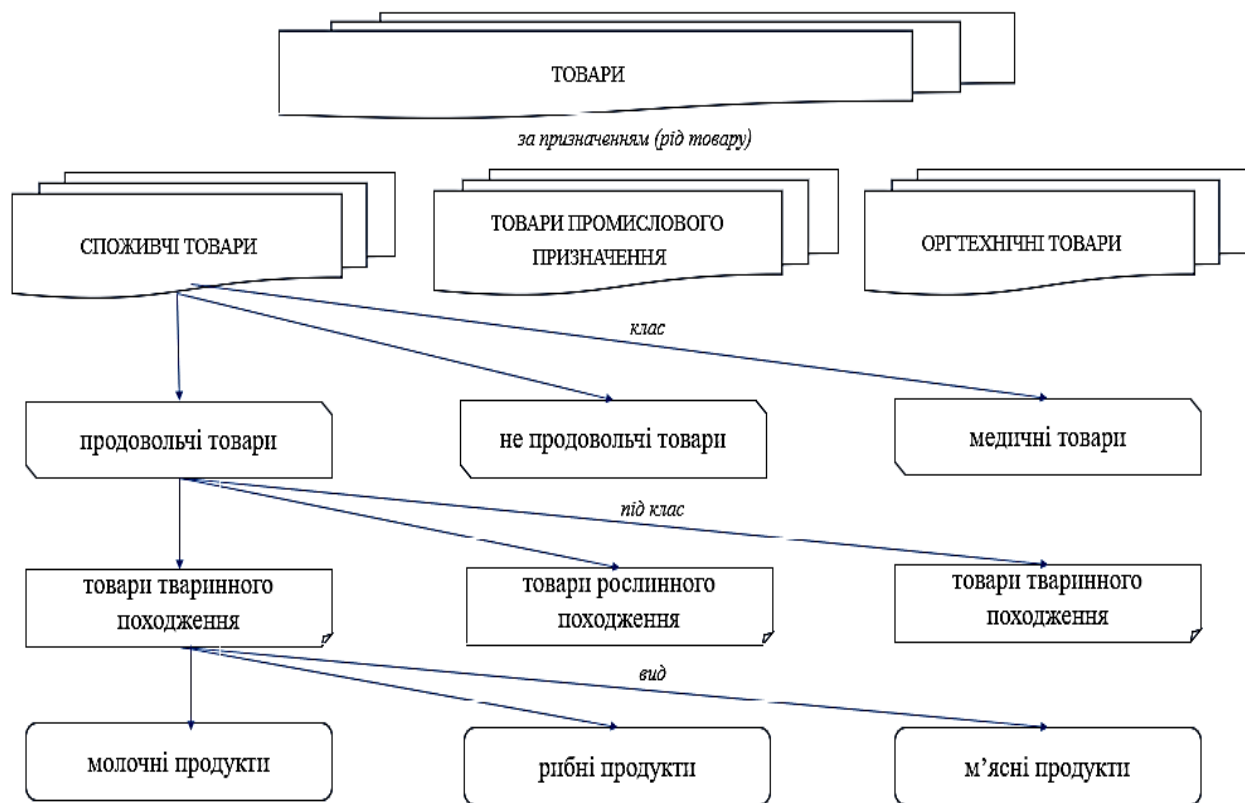 ТОВАРИ
за призначенням (рід товару)
СПОЖИВЧІ ТОВАРИ
ТОВАРИ ПРОМИСЛОВОГО
ПРИЗНАЧЕННЯ
ОРГТЕХНІЧНІ ТОВАРИ
клас
продовольчі товари
не продовольчі товари
медичні товари
під клас
товари тваринного
походження
товари рослинного
походження
товари тваринного
походження
вид
молочні продукти
рибні продукти
м’ясні продукти